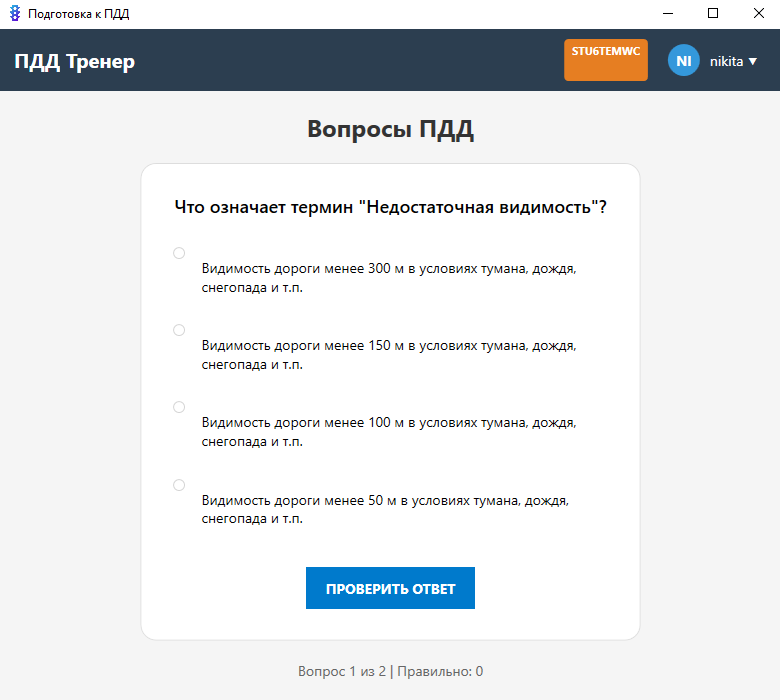 Подготовка к ПДД
ПДД Тренер
STU6TEMWC
NI
nikita ▼
Вопросы ПДД
Что означает термин "Недостаточная видимость"?
Видимость дороги менее 300 м в условиях тумана, дождя,
снегопада и т.п.
Видимость дороги менее 150 м в условиях тумана, дождя,
снегопада и т.п.
Видимость дороги менее 100 м в условиях тумана, дождя,
снегопада и т.п.
Видимость дороги менее 50 м в условиях тумана, дождя,
снегопада и т.п.
ПРОВЕРИТЬ ОТВЕТ
Вопрос 1 из 2 | Правильно: 0